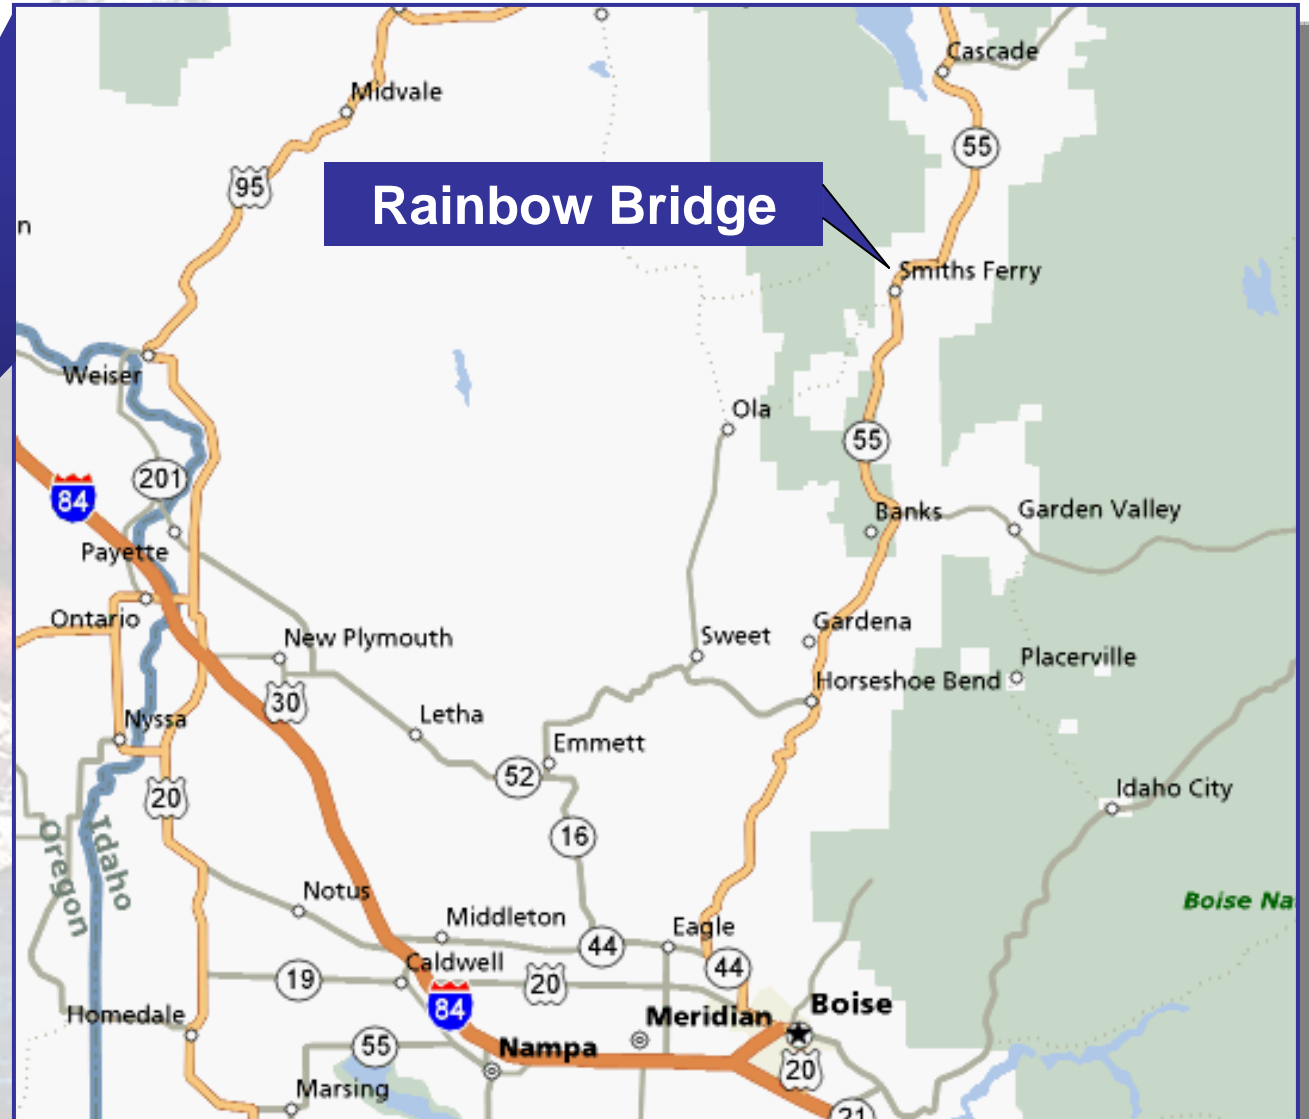 Cascade
Midvale
55
95
Rainbow Bridge
n
Smiths Ferry
Weiser
Ola
55
201
84
Banks
Garden Valley
Payette
Ontario
Gardena
New Plymouth
Sweet
Placerville
Horseshoe Bend
30
Letha
Nyssa
Emmett
52
Idaho City
20
16
Oregon
Idaho
Notus
Boise Na
Middleton
Eagle
44
Caldwell
44
19
20
84
Boise
Homedale
Meridian
55
Nampa
20
Marsing
21